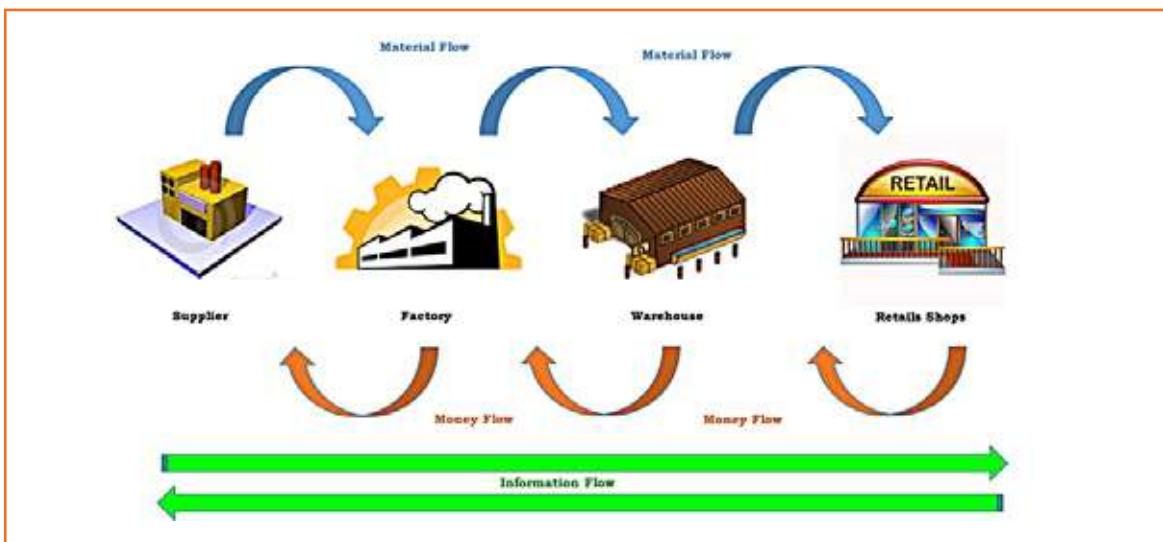 Material Flow
Material Flow
RETAIL
Supplier
Factory
Warehouse
Retails Shops
Money Flow
Money Flow
Information Flow